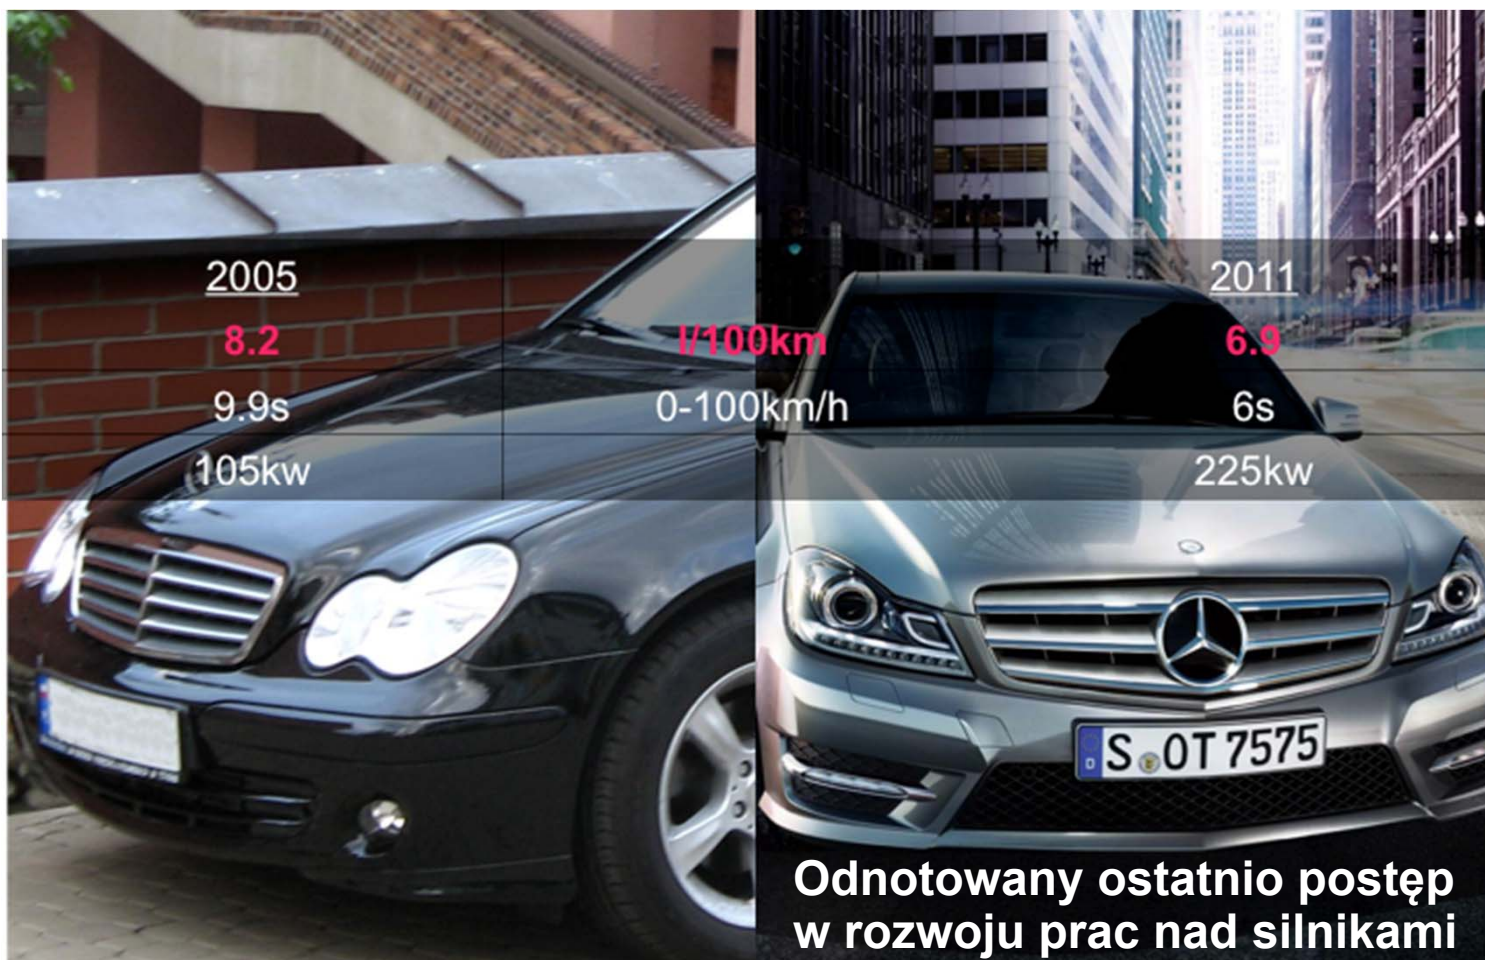 2005 2011
8.2 l/100km 6.9
9.9s 0-100km/h 6s
105kw 225kw
S OT 7575
Odnotowany ostatnio postęp
w rozwoju prac nad silnikami